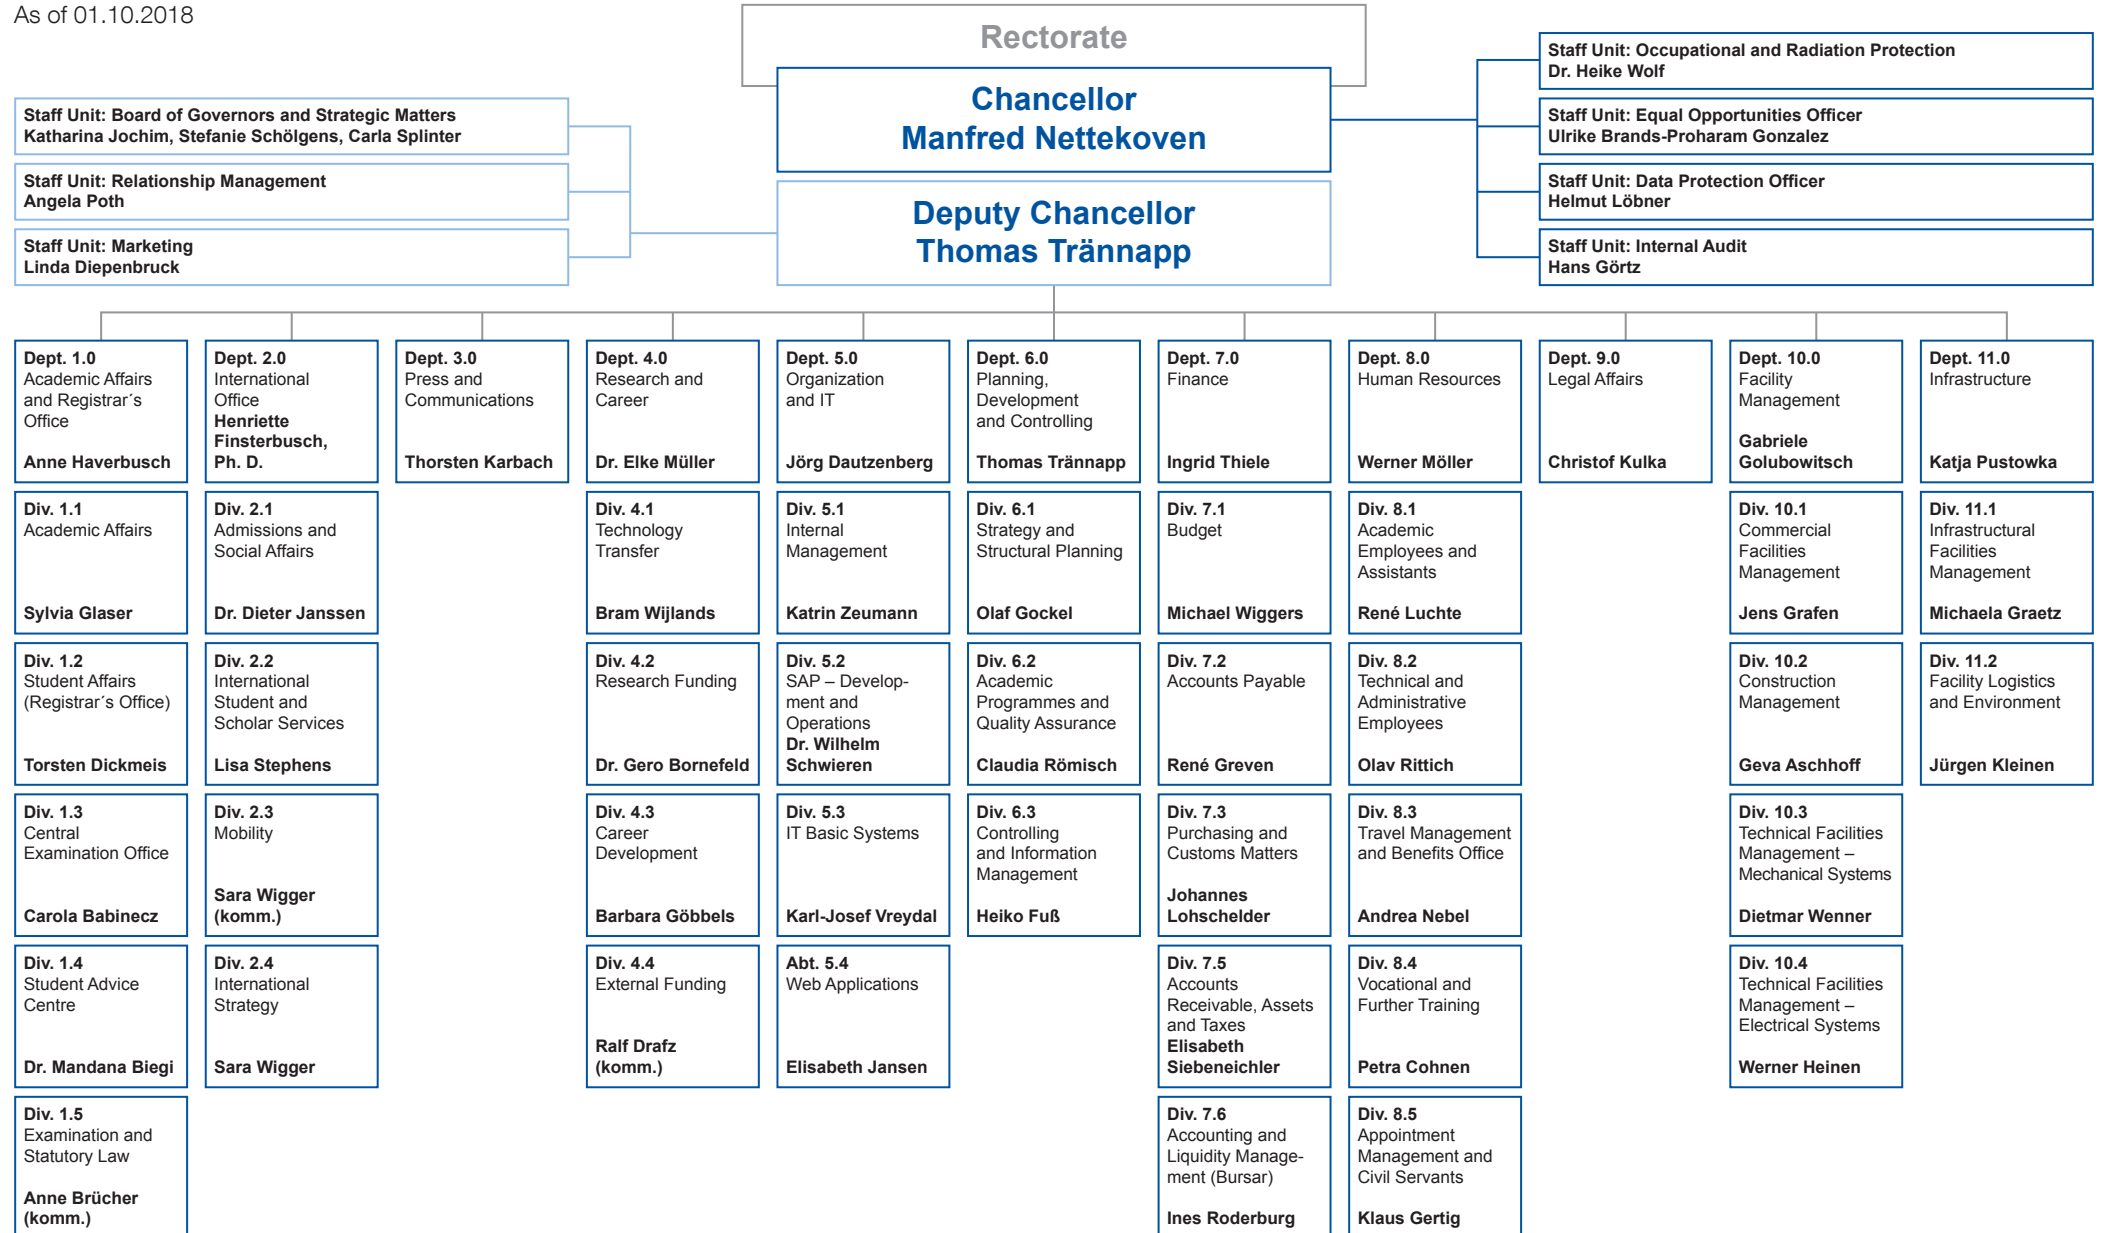 As of 01.10.2018
Rectorate
Chancellor
Manfred Nettekoven
Deputy Chancellor
Thomas Trännapp
Staff Unit: Board of Governors and Strategic Matters
Katharina Jochim, Stefanie Schölgens, Carla Splinter
Staff Unit: Relationship Management
Angela Poth
Staff Unit: Marketing
Linda Diepenbruck
Staff Unit: Occupational and Radiation Protection
Dr. Heike Wolf
Staff Unit: Equal Opportunities Officer
Ulrike Brands-Proharam Gonzalez
Staff Unit: Data Protection Officer
Helmut Löbner
Staff Unit: Internal Audit
Hans Görtz
Dept. 1.0
Academic Affairs
and Registrar´s
Office
Anne Haverbusch
Div. 1.1
Academic Affairs
Sylvia Glaser
Div. 1.2
Student Affairs
(Registrar´s Office)
Torsten Dickmeis
Div. 1.3
Central
Examination Office
Carola Babinecz
Div. 1.4
Student Advice
Centre
Dr. Mandana Biegi
Div. 1.5
Examination and
Statutory Law
Anne Brücher
(komm.)
Dept. 2.0
International
Office
Henriette
Finsterbusch,
Ph. D.
Div. 2.1
Admissions and
Social Affairs
Dr. Dieter Janssen
Div. 2.2
International
Student and
Scholar Services
Lisa Stephens
Div. 2.3
Mobility
Sara Wigger
(komm.)
Div. 2.4
International
Strategy
Sara Wigger
Dept. 3.0
Press and
Communications
Thorsten Karbach
Dept. 4.0
Research and
Career
Dr. Elke Müller
Div. 4.1
Technology
Transfer
Bram Wijlands
Div. 4.2
Research Funding
Dr. Gero Bornefeld
Div. 4.3
Career
Development
Barbara Göbbels
Div. 4.4
External Funding
Ralf Drafz
(komm.)
Dept. 5.0
Organization
and IT
Jörg Dautzenberg
Div. 5.1
Internal
Management
Katrin Zeumann
Div. 5.2
SAP – Develop-
ment and
Operations
Dr. Wilhelm
Schwieren
Div. 5.3
IT Basic Systems
Karl-Josef Vreydal
Abt. 5.4
Web Applications
Elisabeth Jansen
Dept. 6.0
Planning,
Development
and Controlling
Thomas Trännapp
Div. 6.1
Strategy and
Structural Planning
Olaf Gockel
Div. 6.2
Academic
Programmes and
Quality Assurance
Claudia Römisch
Div. 6.3
Controlling
and Information
Management
Heiko Fuß
Dept. 7.0
Finance
Ingrid Thiele
Div. 7.1
Budget
Michael Wiggers
Div. 7.2
Accounts Payable
René Greven
Div. 7.3
Purchasing and
Customs Matters
Johannes
Lohschelder
Div. 7.5
Accounts
Receivable, Assets
and Taxes
Elisabeth
Siebeneichler
Div. 7.6
Accounting and
Liquidity Manage-
ment (Bursar)
Ines Roderburg
Dept. 8.0
Human Resources
Werner Möller
Div. 8.1
Academic
Employees and
Assistants
René Luchte
Div. 8.2
Technical and
Administrative
Employees
Olav Rittich
Div. 8.3
Travel Management
and Benefits Office
Andrea Nebel
Div. 8.4
Vocational and
Further Training
Petra Cohnen
Div. 8.5
Appointment
Management and
Civil Servants
Klaus Gertig
Dept. 9.0
Legal Affairs
Christof Kulka
Dept. 10.0
Facility
Management
Gabriele
Golubowitsch
Div. 10.1
Commercial
Facilities
Management
Jens Grafen
Div. 10.2
Construction
Management
Geva Aschhoff
Div. 10.3
Technical Facilities
Management –
Mechanical Systems
Dietmar Wenner
Div. 10.4
Technical Facilities
Management –
Electrical Systems
Werner Heinen
Dept. 11.0
Infrastructure
Katja Pustowka
Div. 11.1
Infrastructural
Facilities
Management
Michaela Graetz
Div. 11.2
Facility Logistics
and Environment
Jürgen Kleinen